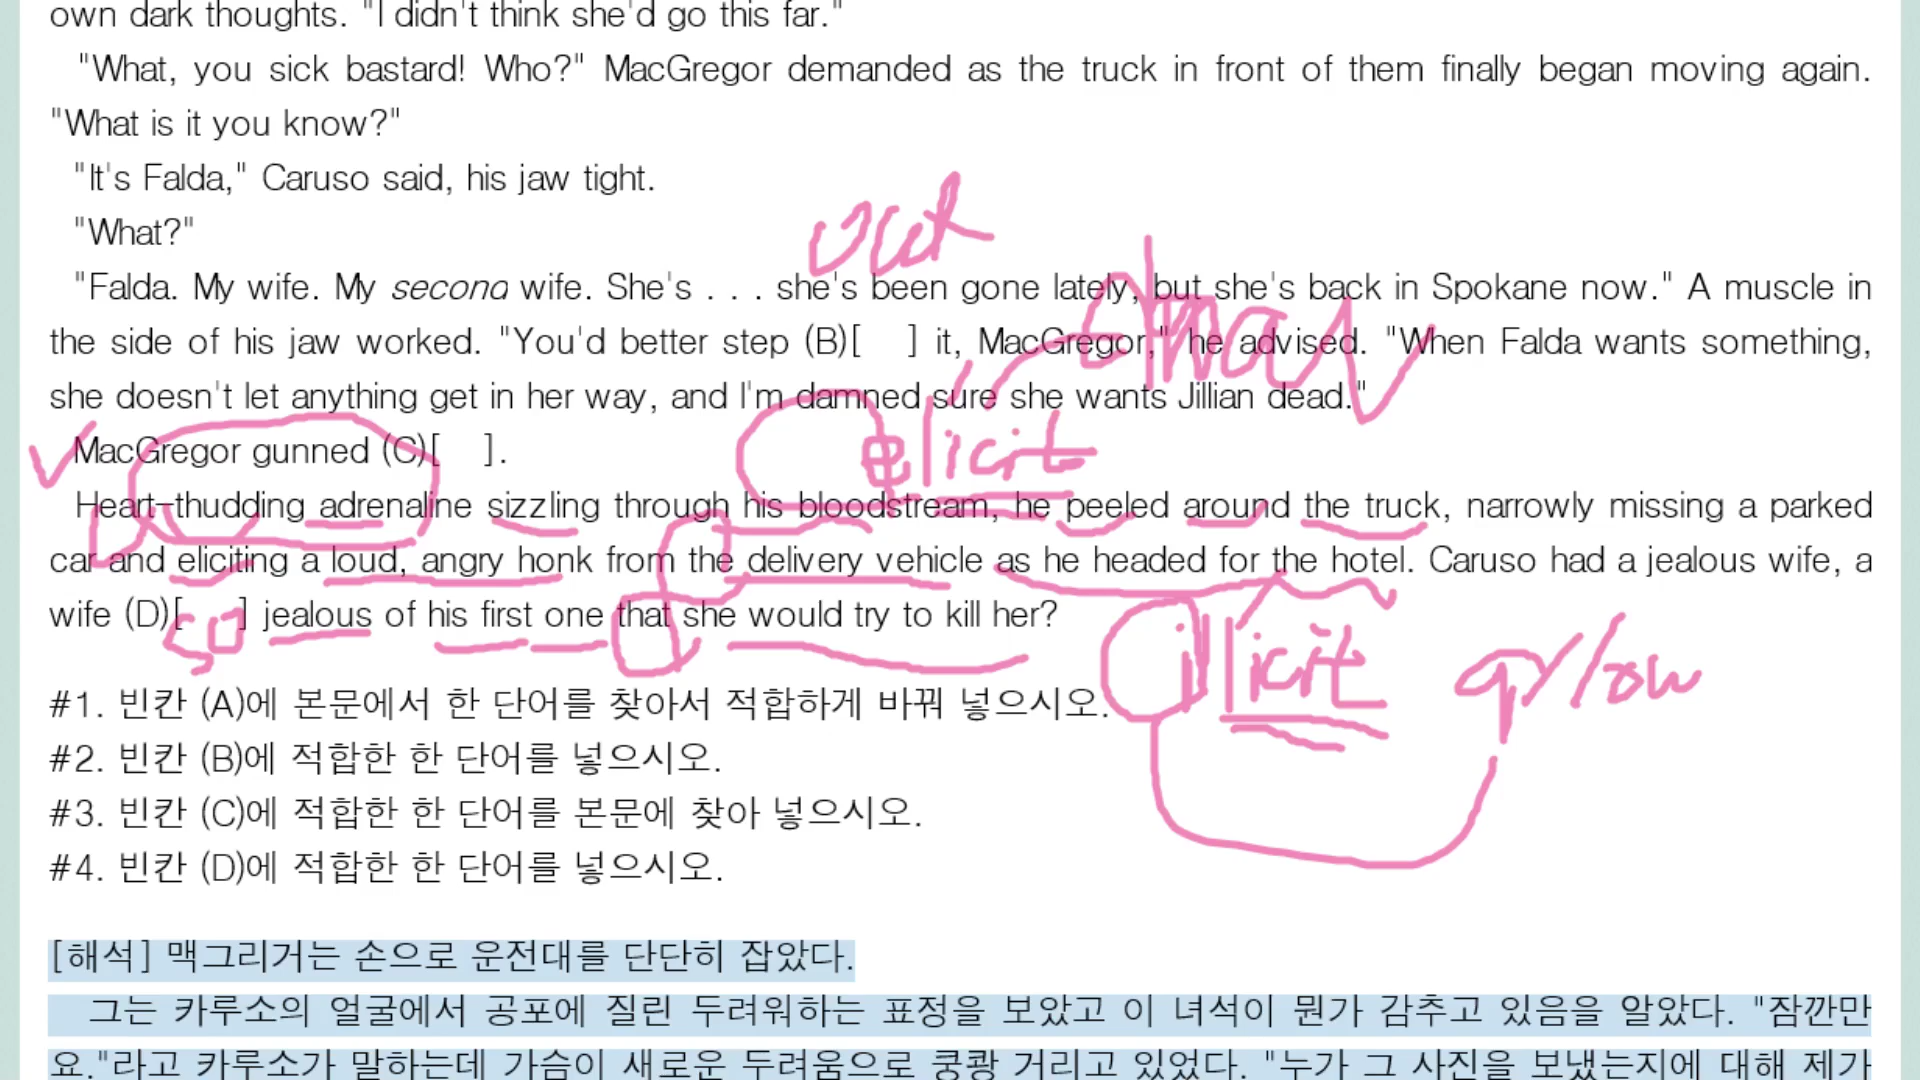 own dark thoughts. "I didn't think she'd go this far."
"What, you sick bastard! Who?" MacGregor demanded as the truck in front of them finally began moving again.
"What is it you know?"
"It's Falda," Caruso said, his jaw tight.
"What?"
out
"Falda. My wife. My second wife. She's . . . she's been gone lately, but she's back in Spokane now." A muscle in
the side of his jaw worked. "You'd better step (B)[ ] it, MacGregor," he advised. "When Falda wants something,
draw
she doesn't let anything get in her way, and I'm damned sure she wants Jillian dead."
MacGregor gunned (C)[ ].
elicit
Heart-thudding adrenaline sizzling through his bloodstream, he peeled around the truck, narrowly missing a parked
car and eliciting a loud, angry honk from the delivery vehicle as he headed for the hotel. Caruso had a jealous wife, a
wife (D)[ so ] jealous of his first one that she would try to kill her?
illicit
#1. 빈칸 (A)에 본문에서 한 단어를 찾아서 적합하게 바꿔 넣으시오.
#2. 빈칸 (B)에 적합한 한 단어를 넣으시오.
#3. 빈칸 (C)에 적합한 한 단어를 본문에 찾아 넣으시오.
#4. 빈칸 (D)에 적합한 한 단어를 넣으시오.
[해석] 맥그리거는 손으로 운전대를 단단히 잡았다.
그는 카루소의 얼굴에서 공포에 질린 두려워하는 표정을 보았고 이 녀석이 뭔가 감추고 있음을 알았다. "잠깐만
요."라고 카루소가 말하는데 가슴이 새로운 두려움으로 쿵쾅 거리고 있었다. "누가 그 사진을 보냈는지에 대해 제가